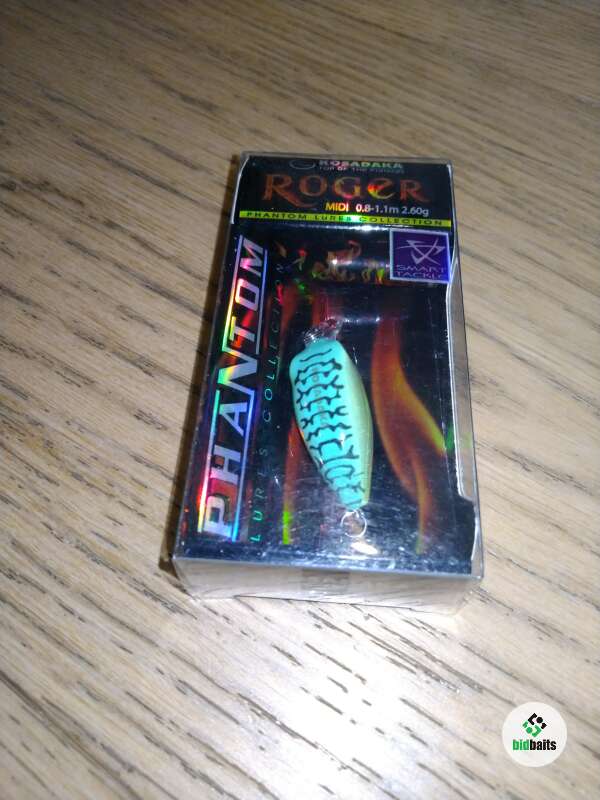 KOSADAKA
TOP OF THE FISHING
ROGER
MIDI 0.8-1.1m 2.60g
PHANTOM LURES COLLECTION
SMART
TACKLE
PHANTOM
LURES COLLECTION
bidbaits